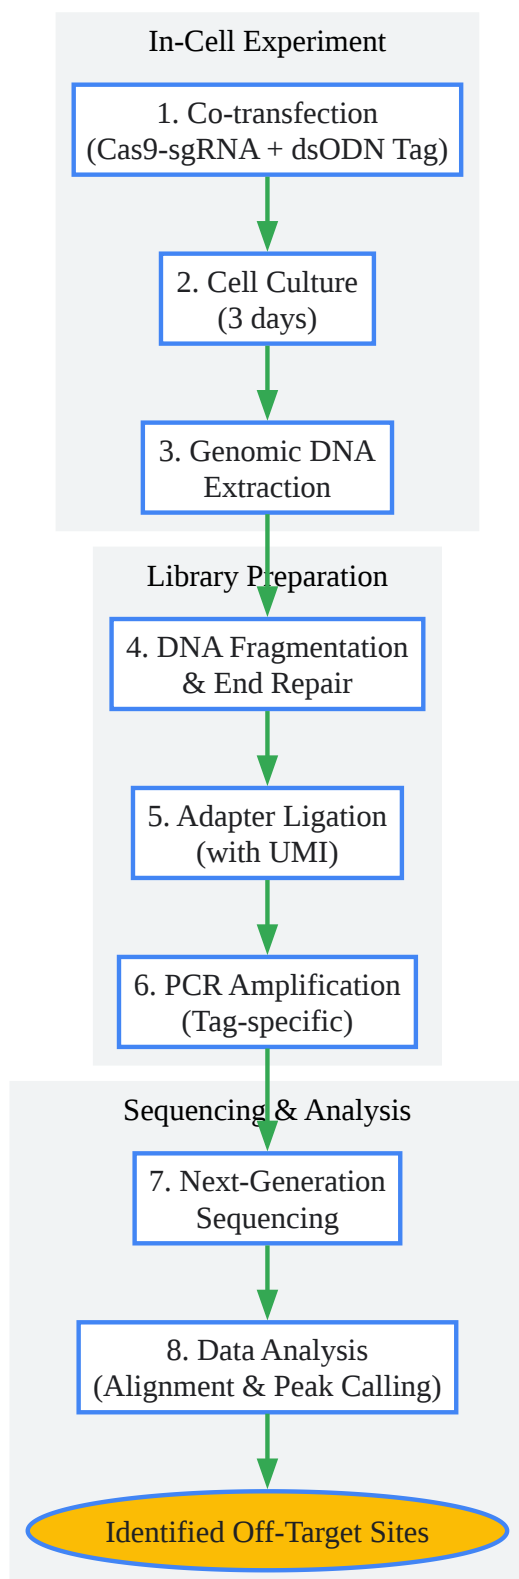 In-Cell Experiment
1. Co-transfection
(Cas9-sgRNA + dsODN Tag)
2. Cell Culture
(3 days)
3. Genomic DNA
Extraction
Library Preparation
4. DNA Fragmentation
& End Repair
5. Adapter Ligation
(with UMI)
6. PCR Amplification
(Tag-specific)
Sequencing & Analysis
7. Next-Generation
Sequencing
8. Data Analysis
(Alignment & Peak Calling)
Identified Off-Target Sites